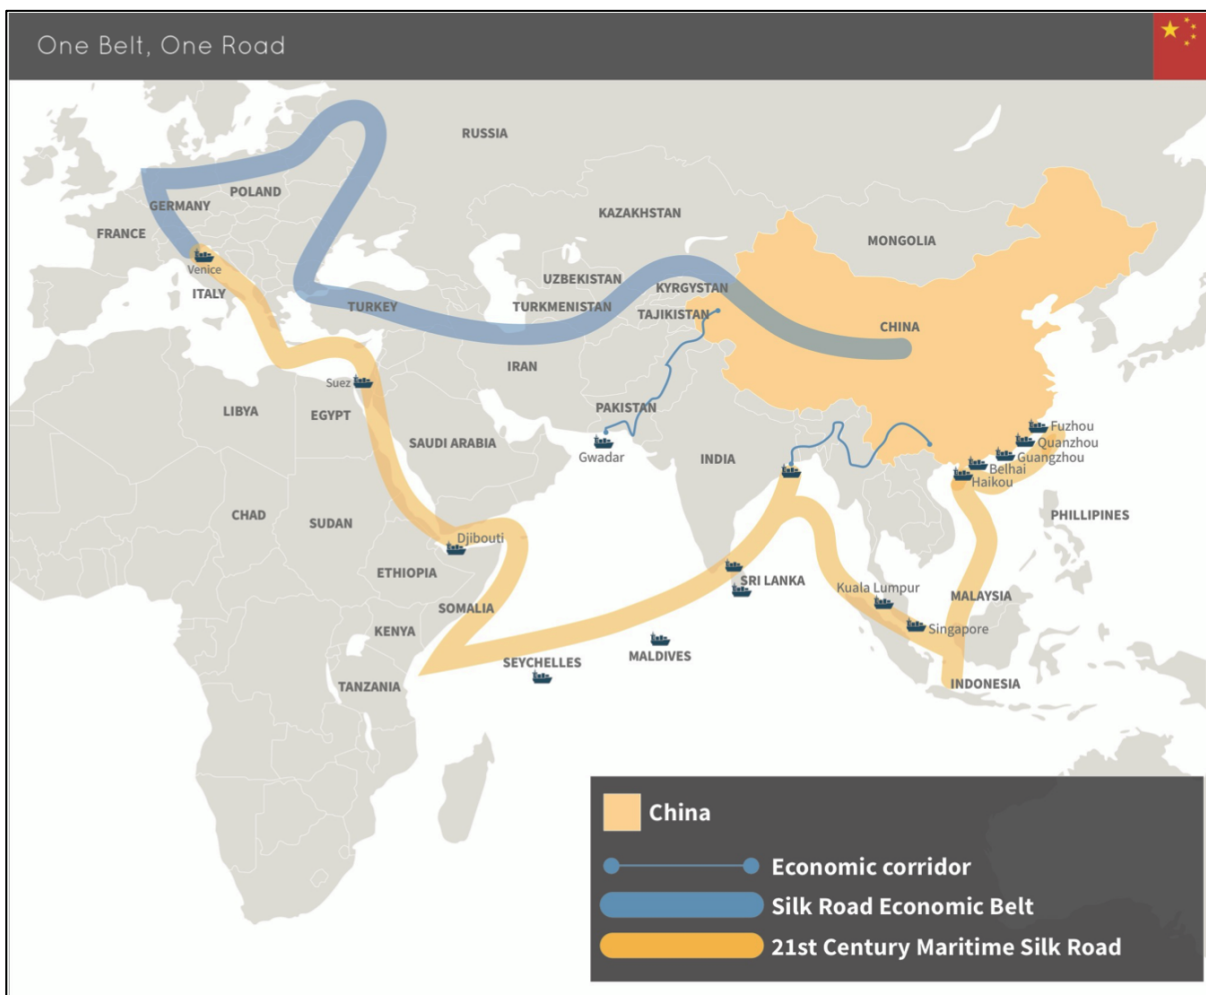 One Belt, One Road
RUSSIA
POLAND
GERMANY
FRANCE
KAZAKHSTAN
MONGOLIA
Venice
ITALY
UZBEKISTAN
KYRGYSTAN
TURKEY
TURKMENISTAN
TAJIKISTAN
CHINA
IRAN
Suez
LIBYA
EGYPT
PAKISTAN
SAUDI ARABIA
Gwadar
INDIA
Fuzhou
Quanzhou
Guangzhou
Belhai
Haikou
CHAD
SUDAN
PHILLIPINES
Djibouti
ETHIOPIA
SRI LANKA
Kuala Lumpur
MALAYSIA
SOMALIA
KENYA
Singapore
MALDIVES
SEYCHELLES
TANZANIA
INDONESIA
China
Economic corridor
Silk Road Economic Belt
21st Century Maritime Silk Road